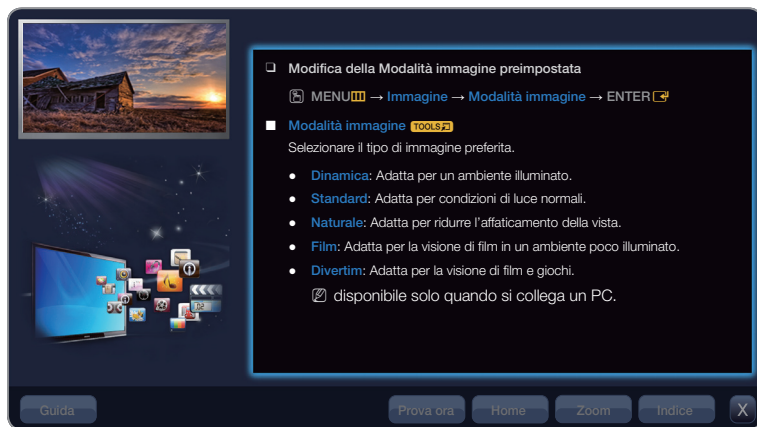 Modifica della Modalità immagine preimpostata
MENU → Immagine → Modalità immagine → ENTER
Modalità immagine TOOLS
Selezionare il tipo di immagine preferita.
● Dinamica: Adatta per un ambiente illuminato.
● Standard: Adatta per condizioni di luce normali.
● Naturale: Adatta per ridurre l'affaticamento della vista.
● Film: Adatta per la visione di film in un ambiente poco illuminato.
● Divertim: Adatta per la visione di film e giochi.
disponibile solo quando si collega un PC.
Guida Prova ora Home Zoom Indice X